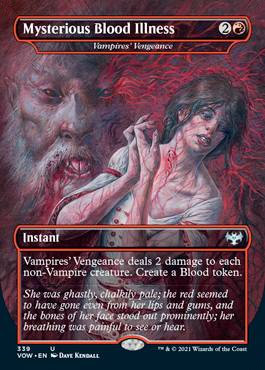 Mysterious Blood Illness 2
Vampires' Vengeance
Instant
Vampires' Vengeance deals 2 damage to each
non-Vampire creature. Create a Blood token.
She was ghastly, chalkily pale; the red seemed
to have gone even from her lips and gums, and
the bones of her face stood out prominently; her
breathing was painful to see or hear.
339 U
VOW • EN Dave Kendall
™ & © 2021 Wizards of the Coast